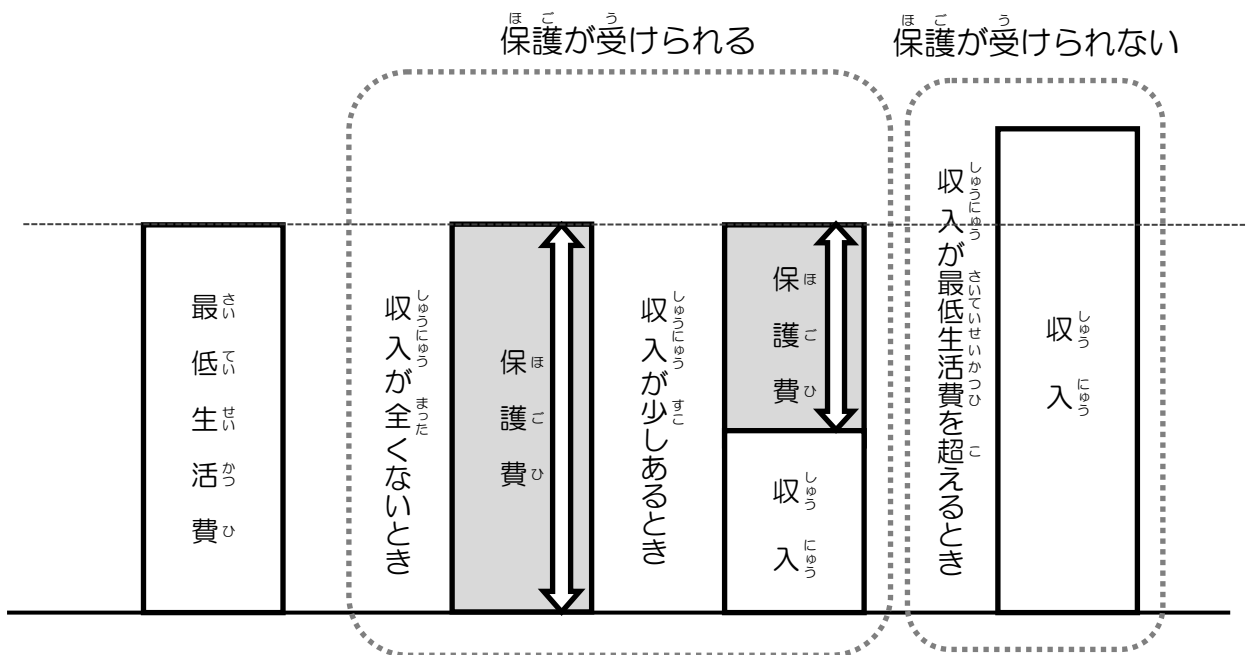 保護が受けられる
保護が受けられない
最低生活費
収入が全くないとき
保護費
収入が少しあるとき
保護費
収入
収入が最低生活費を超えるとき
収入